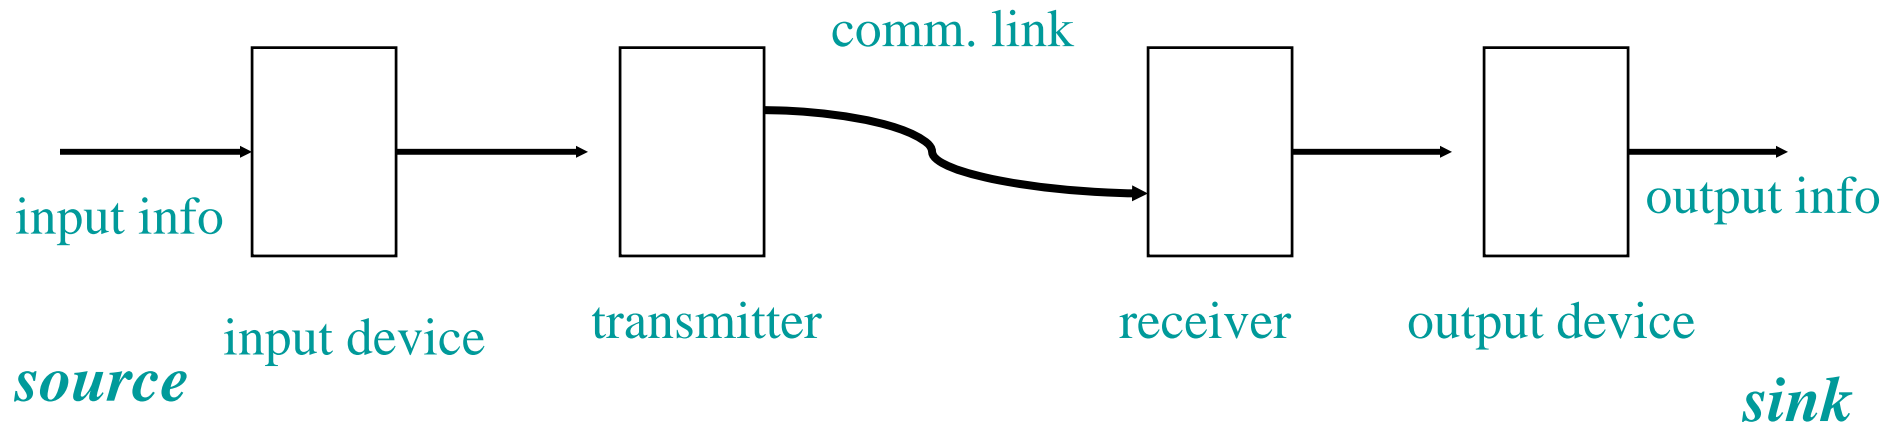 comm. link
input info
output info
input device
transmitter
receiver
output device
source
sink